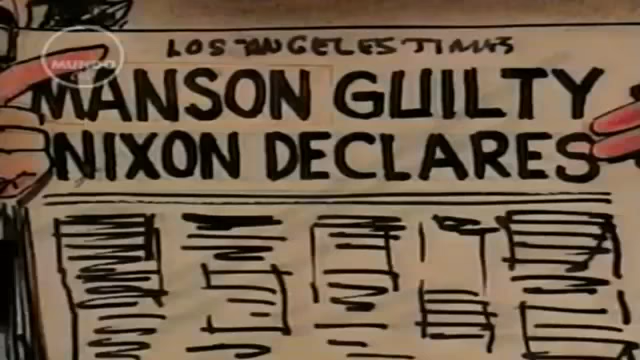 MUNDO
LOS ANGELES TIMES
MANSON GUILTY
NIXON DECLARES